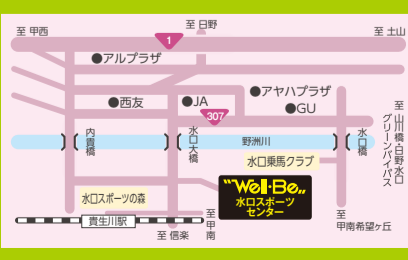 至 甲西
至 日野
至 土山
1
●アルプラザ
●西友
●JA
●アヤハプラザ
●GU
307
至 山川橋・日野水口
グリーンバイパス
内貴橋
水口大橋
野洲川
水口橋
水口乗馬クラブ
水口スポーツの森
"Well·Be„
水口スポーツ
センター
貴生川駅
至 信楽
至 甲南
至
甲南希望ヶ丘